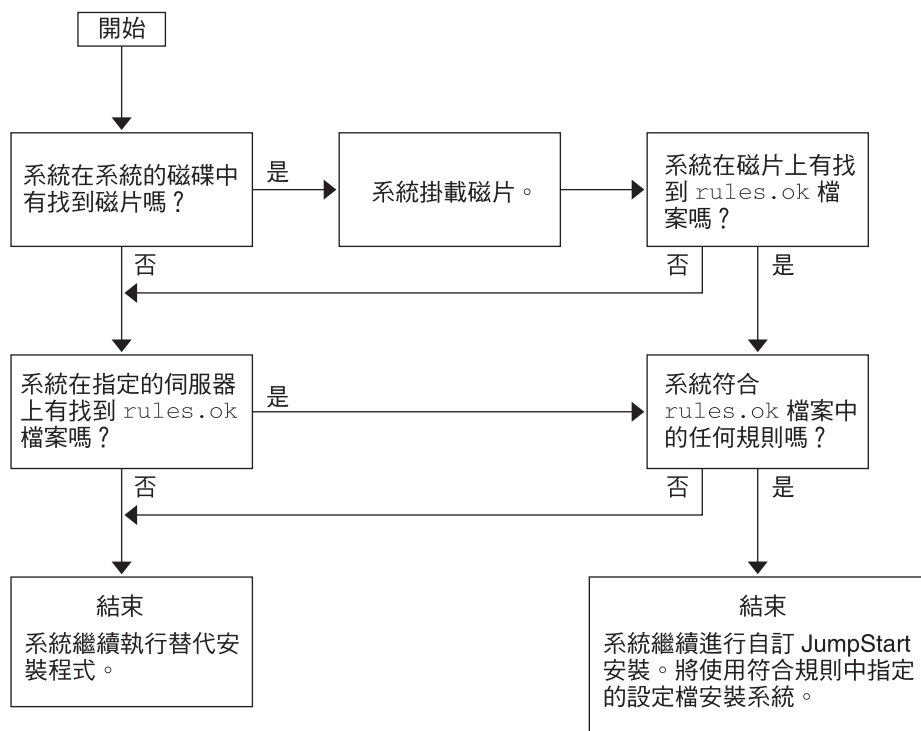 開始
系統在系統的磁碟中
有找到磁片嗎？
是
系統掛載磁片。
系統在磁片上有找
到 rules.ok 檔
案嗎？
否
否
是
系統在指定的伺服器
上有找到 rules.ok
檔案嗎？
是
系統符合
rules.ok 檔案中
的任何規則嗎？
否
否
是
結束
系統繼續執行替代安
裝程式。
結束
系統繼續進行自訂 JumpStart
安裝。將使用符合規則中指定
的設定檔安裝系統。